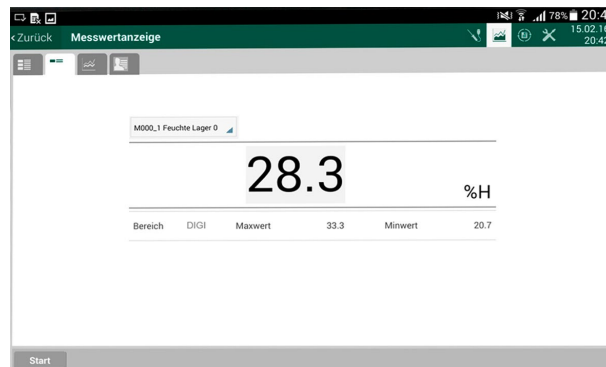 78% 20:4
‹Zurück Messwertanzeige 15.02.16
20:42
M000_1 Feuchte Lager 0
28.3 %H
Bereich DIGI Maxwert 33.3 Minwert 20.7
Start